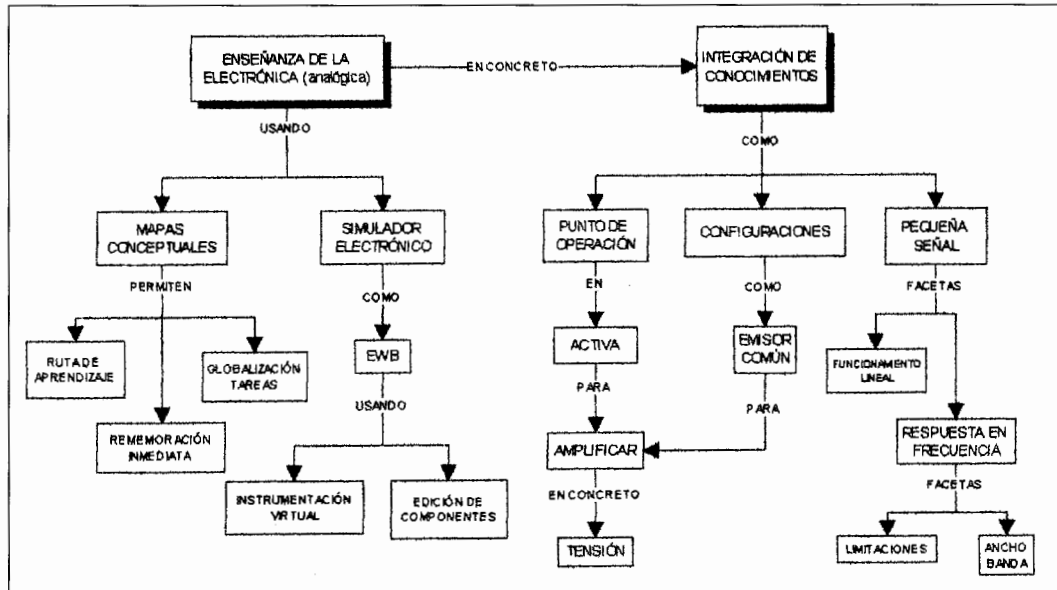 ENSEÑANZA DE LA
ELECTRÓNICA (analógica)
EN CONCRETO
INTEGRACIÓN DE
CONOCIMIENTOS
USANDO
COMO
MAPAS
CONCEPTUALES
SIMULADOR
ELECTRÓNICO
PUNTO DE
OPERACIÓN
CONFIGURACIONES
PEQUEÑA
SEÑAL
PERMITEN
COMO
EN
COMO
FACETAS
RUTA DE
APRENDIZAJE
GLOBALIZACIÓN
TAREAS
EWB
ACTIVA
EMISOR
COMÚN
FUNCIONAMENTO
LINEAL
USANDO
PARA
PARA
REMEMORACIÓN
INMEDIATA
AMPLIFICAR
RESPUESTA EN
FRECUENCIA
INSTRUMENTACIÓN
VIRTUAL
EDICIÓN DE
COMPONENTES
EN CONCRETO
FACETAS
TENSIÓN
LIMITACIONES
ANCHO
BANDA